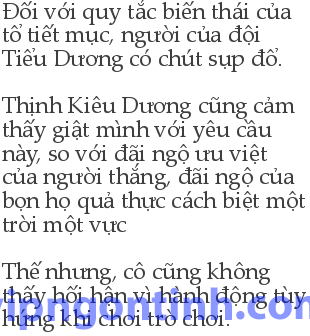 Đối với quy tắc biến thái của
tổ tiết mục, người của đội
Tiểu Dương có chút sụp đổ.
Thịnh Kiêu Dương cũng cảm
thấy giật mình với yêu cầu
này, so với đãi ngộ ưu việt
của người thắng, đãi ngộ của
bọn họ quả thực cách biệt một
trời một vực
Thế nhưng, cô cũng không
thấy hối hận vì hành động tùy
hứng khi chơi trò chơi.
vipngontinh.com